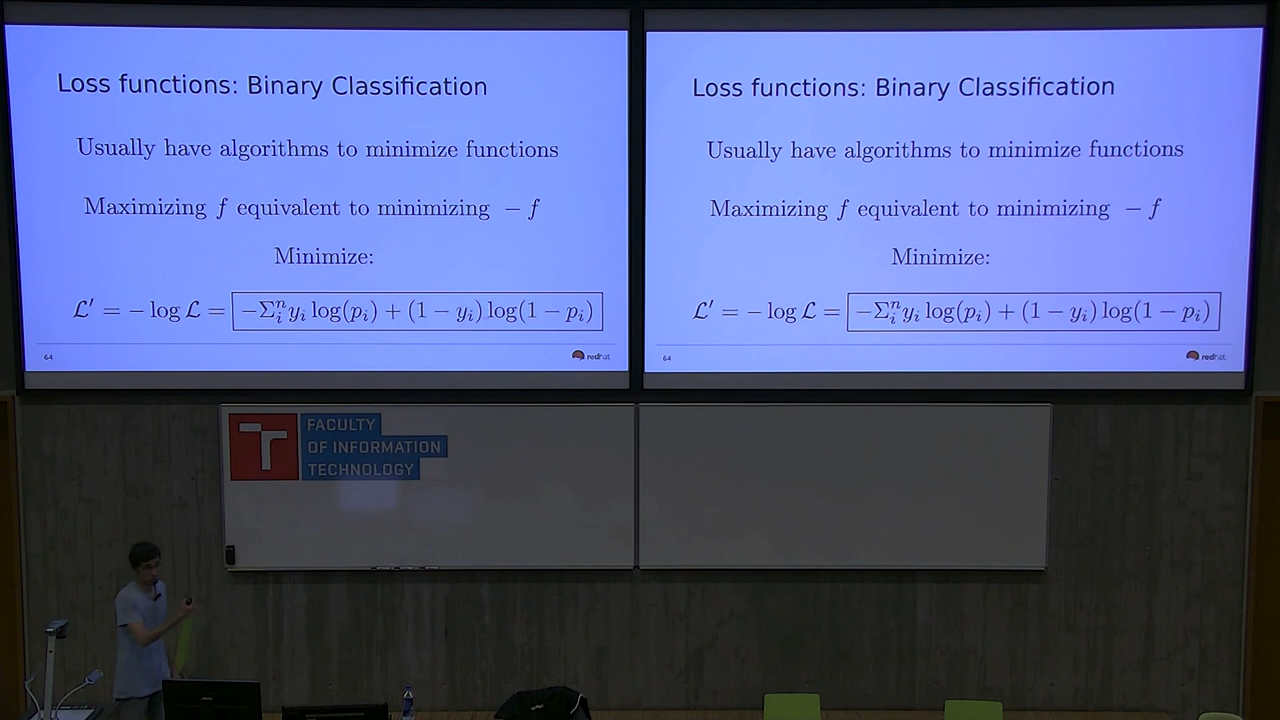 Loss functions: Binary Classification
Usually have algorithms to minimize functions
Maximizing f equivalent to minimizing − f
Minimize:
ℒ′ = − log ℒ = −Σᵢⁿ yᵢ log(pᵢ) + (1 − yᵢ) log(1 − pᵢ)
64
redhat
Loss functions: Binary Classification
Usually have algorithms to minimize functions
Maximizing f equivalent to minimizing − f
Minimize:
ℒ′ = − log ℒ = −Σᵢⁿ yᵢ log(pᵢ) + (1 − yᵢ) log(1 − pᵢ)
64
redhat
T
FACULTY
OF INFORMATION
TECHNOLOGY